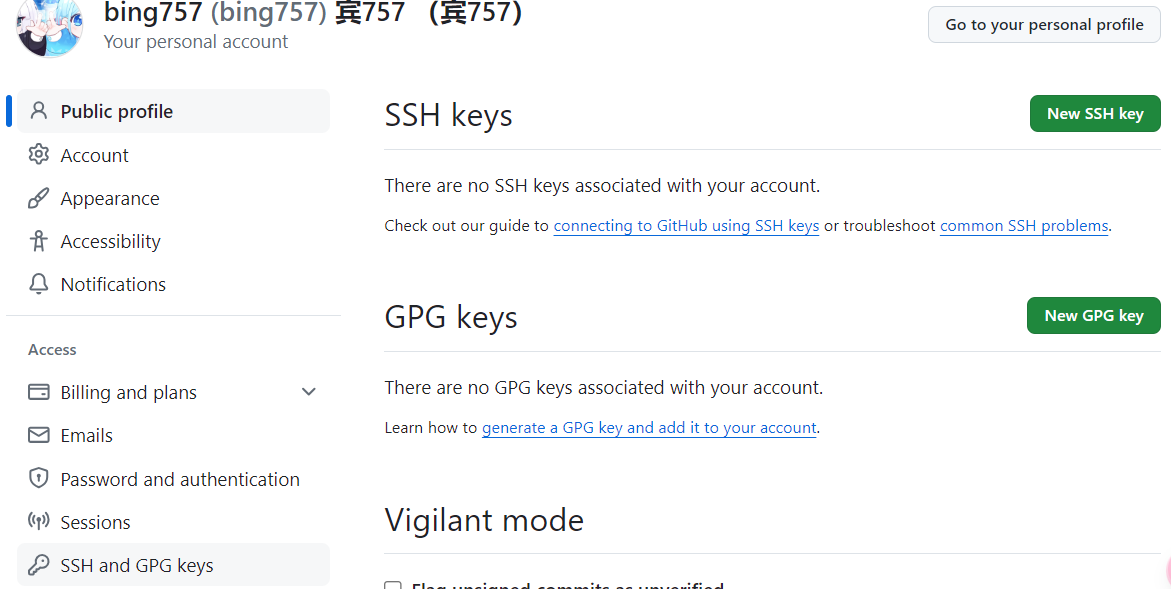 bing757 (bing757) 宾757 （宾757）
Your personal account
Go to your personal profile
Public profile
Account
Appearance
Accessibility
Notifications
Access
Billing and plans
Emails
Password and authentication
Sessions
SSH and GPG keys
SSH keys
New SSH key
There are no SSH keys associated with your account.
Check out our guide to connecting to GitHub using SSH keys or troubleshoot common SSH problems.
GPG keys
New GPG key
There are no GPG keys associated with your account.
Learn how to generate a GPG key and add it to your account.
Vigilant mode
Flag unsigned commits as unverified